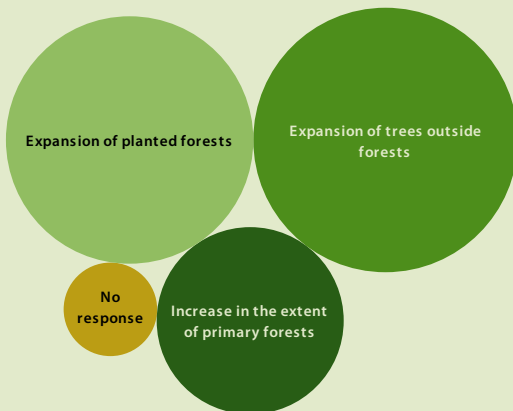 Expansion of planted forests
Expansion of trees outside
forests
No
response
Increase in the extent
of primary forests